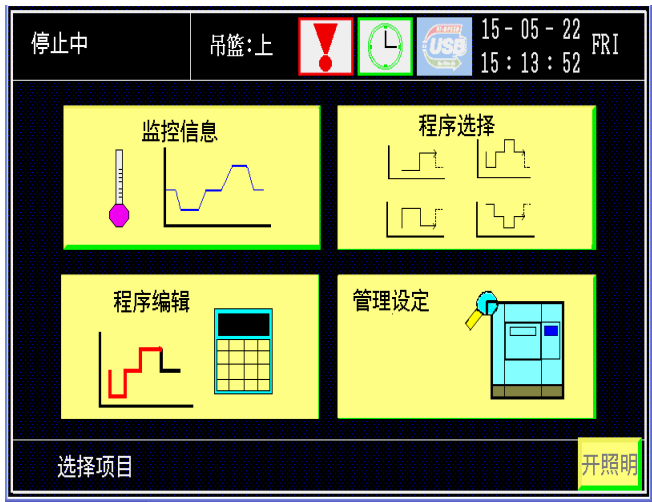 停止中
吊篮:上
USB
15-05-22
15:13:52
FRI
监控信息
程序选择
程序编辑
管理设定
选择项目
开照明